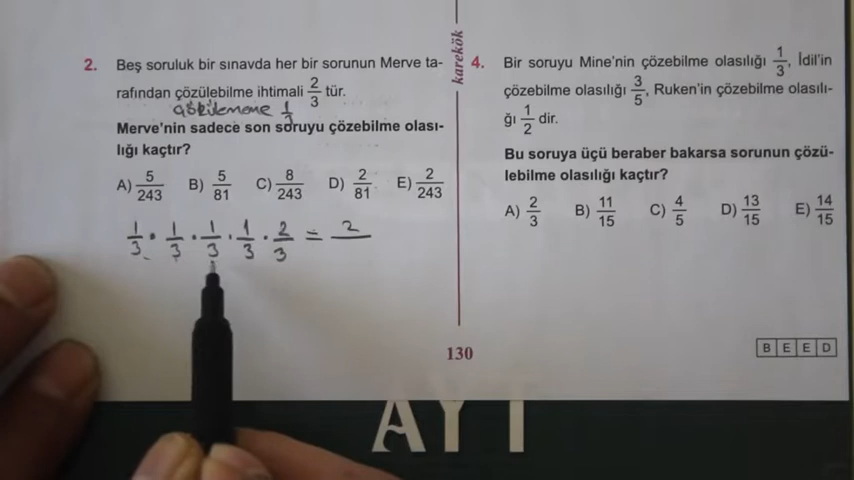 2. Beş soruluk bir sınavda her bir sorunun Merve ta-
rafından çözülebilme ihtimali 2/3 tür.
çözülememe 1/3
Merve'nin sadece son soruyu çözebilme olası-
lığı kaçtır?
A) 5/243 B) 5/81 C) 8/243 D) 2/81 E) 2/243
1/3 · 1/3 · 1/3 · 1/3 · 2/3 = 2/
karekök
4. Bir soruyu Mine'nin çözebilme olasılığı 1/3, İdil'in
çözebilme olasılığı 3/5, Ruken'in çözebilme olasılı-
ğı 1/2 dir.
Bu soruya üçü beraber bakarsa sorunun çözü-
lebilme olasılığı kaçtır?
A) 2/3 B) 11/15 C) 4/5 D) 13/15 E) 14/15
130
B E E D
AYT